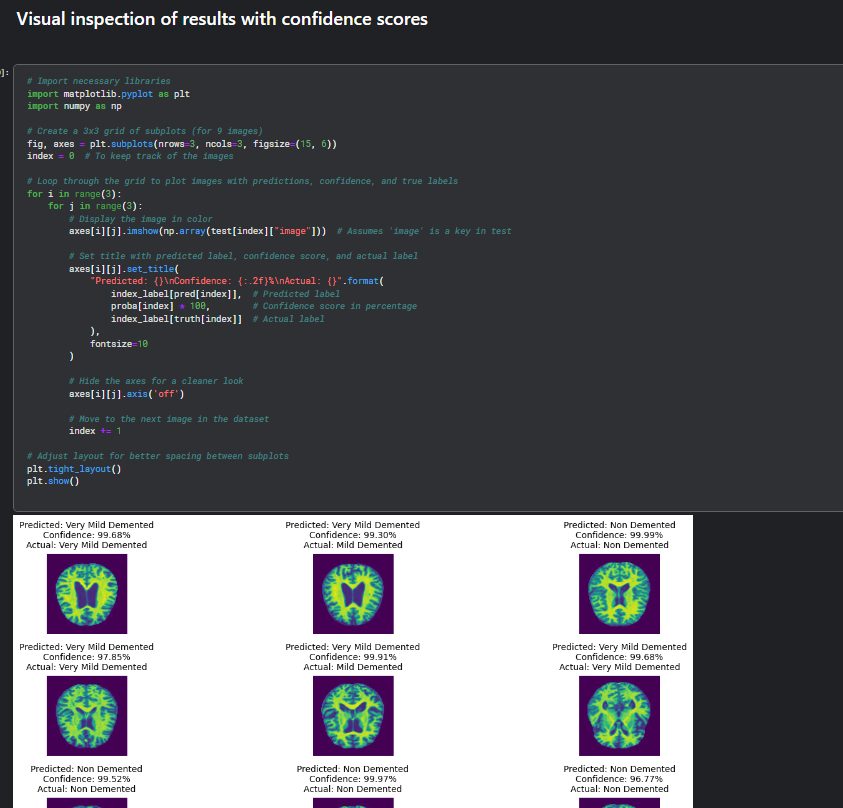 Visual inspection of results with confidence scores
]:
# Import necessary libraries
import matplotlib.pyplot as plt
import numpy as np
# Create a 3x3 grid of subplots (for 9 images)
fig, axes = plt.subplots(nrows=3, ncols=3, figsize=(15, 6))
index = 0  # To keep track of the images
# Loop through the grid to plot images with predictions, confidence, and true labels
for i in range(3):
    for j in range(3):
        # Display the image in color
        axes[i][j].imshow(np.array(test[index]["image"]))  # Assumes 'image' is a key in test
        # Set title with predicted label, confidence score, and actual label
        axes[i][j].set_title(
            "Predicted: {}\nConfidence: {:.2f}%\nActual: {}".format(
                index_label[pred[index]],  # Predicted label
                proba[index] * 100,        # Confidence score in percentage
                index_label[truth[index]]  # Actual label
            ),
            fontsize=10
        )
        # Hide the axes for a cleaner look
        axes[i][j].axis('off')
        # Move to the next image in the dataset
        index += 1
# Adjust layout for better spacing between subplots
plt.tight_layout()
plt.show()
Predicted: Very Mild Demented
Confidence: 99.68%
Actual: Very Mild Demented
Predicted: Very Mild Demented
Confidence: 99.30%
Actual: Mild Demented
Predicted: Non Demented
Confidence: 99.99%
Actual: Non Demented
Predicted: Very Mild Demented
Confidence: 97.85%
Actual: Very Mild Demented
Predicted: Very Mild Demented
Confidence: 99.91%
Actual: Mild Demented
Predicted: Very Mild Demented
Confidence: 99.68%
Actual: Very Mild Demented
Predicted: Non Demented
Confidence: 99.52%
Actual: Non Demented
Predicted: Non Demented
Confidence: 99.97%
Actual: Non Demented
Predicted: Non Demented
Confidence: 96.77%
Actual: Non Demented